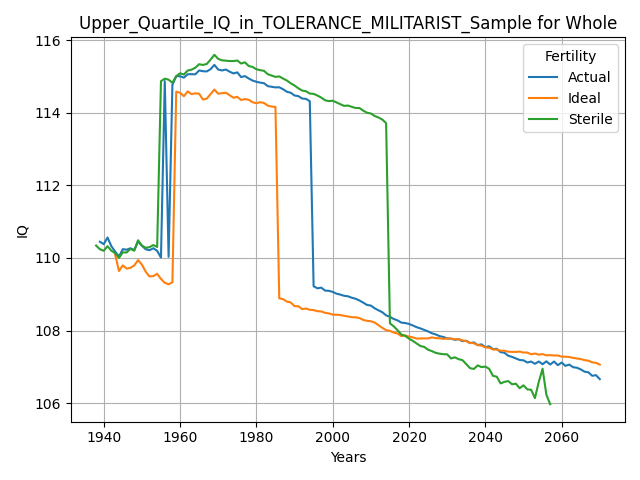 Upper_Quartile_IQ_in_TOLERANCE_MILITARIST_Sample for Whole
116
114
112
110
108
106
IQ
1940
1960
1980
2000
2020
2040
2060
Years
Fertility
Actual
Ideal
Sterile